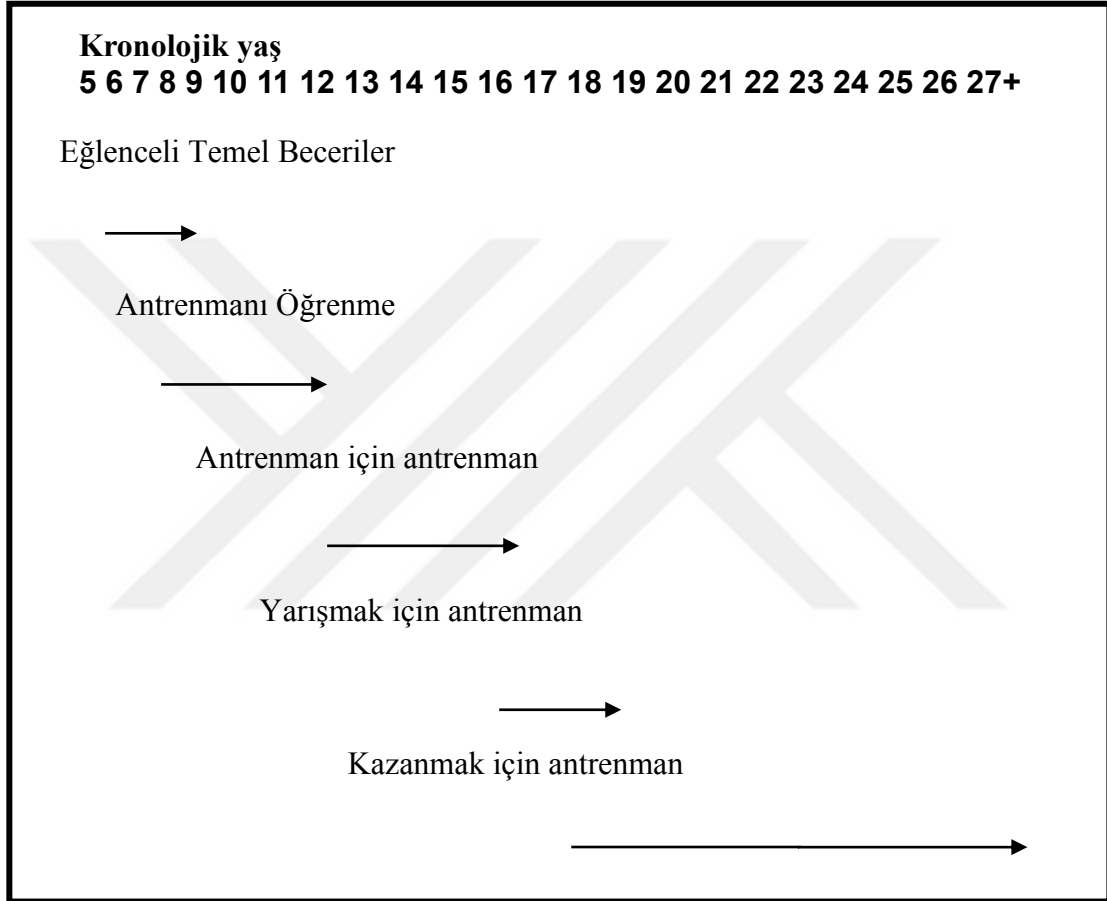 Kronolojik yaş
5 6 7 8 9 10 11 12 13 14 15 16 17 18 19 20 21 22 23 24 25 26 27+
Eğlenceli Temel Beceriler
Antrenmanı Öğrenme
Antrenman için antrenman
Yarışmak için antrenman
Kazanmak için antrenman